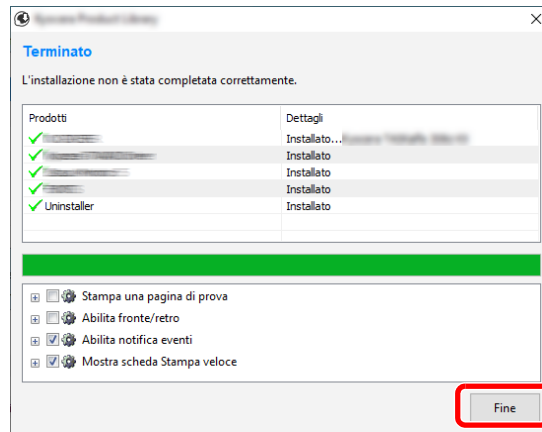 Terminato
L'installazione non è stata completata correttamente.
Prodotti Dettagli
Installato...
Installato
Installato
Installato
Uninstaller Installato
Stampa una pagina di prova
Abilita fronte/retro
Abilita notifica eventi
Mostra scheda Stampa veloce
Fine